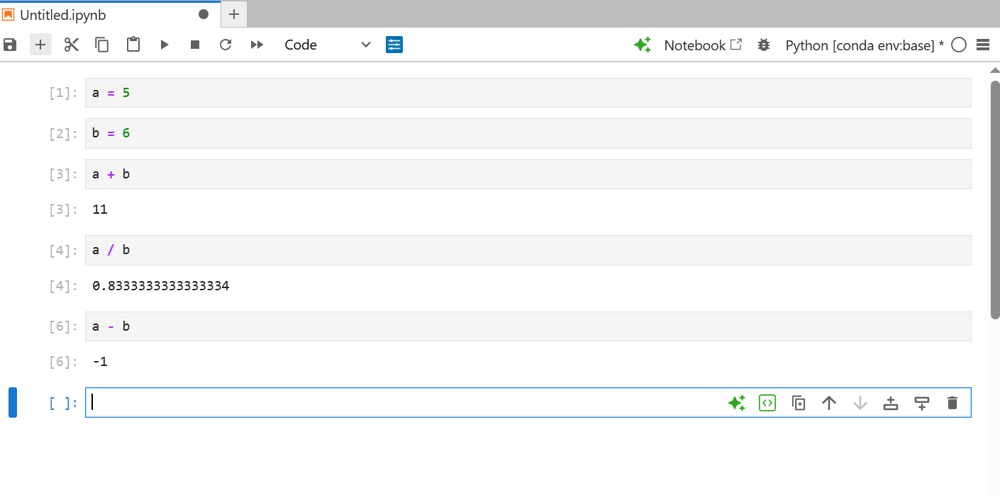 Untitled.ipynb
Code Notebook Python [conda env:base] *
[1]: a = 5
[2]: b = 6
[3]: a + b
[3]: 11
[4]: a / b
[4]: 0.8333333333333334
[6]: a - b
[6]: -1
[ ]: